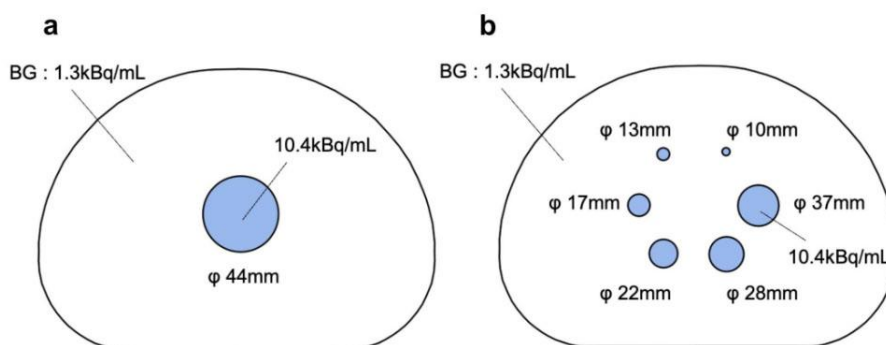 a
BG : 1.3kBq/mL
10.4kBq/mL
φ 44mm
b
BG : 1.3kBq/mL
φ 13mm
φ 10mm
φ 17mm
φ 37mm
10.4kBq/mL
φ 22mm
φ 28mm